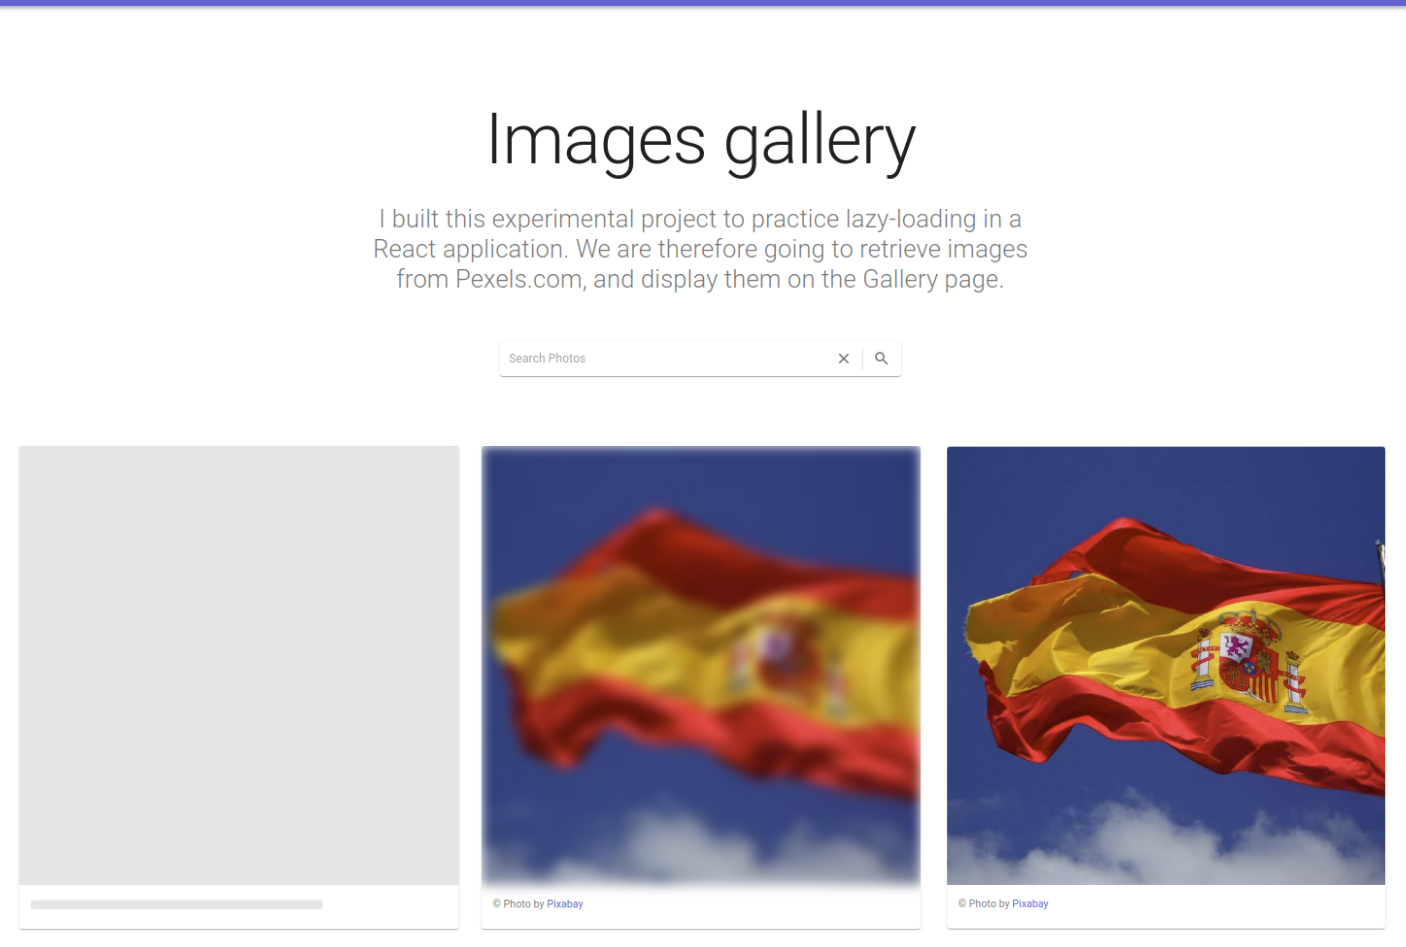 Images gallery
I built this experimental project to practice lazy-loading in a
React application. We are therefore going to retrieve images
from Pexels.com, and display them on the Gallery page.
Search Photos
© Photo by Pixabay
© Photo by Pixabay